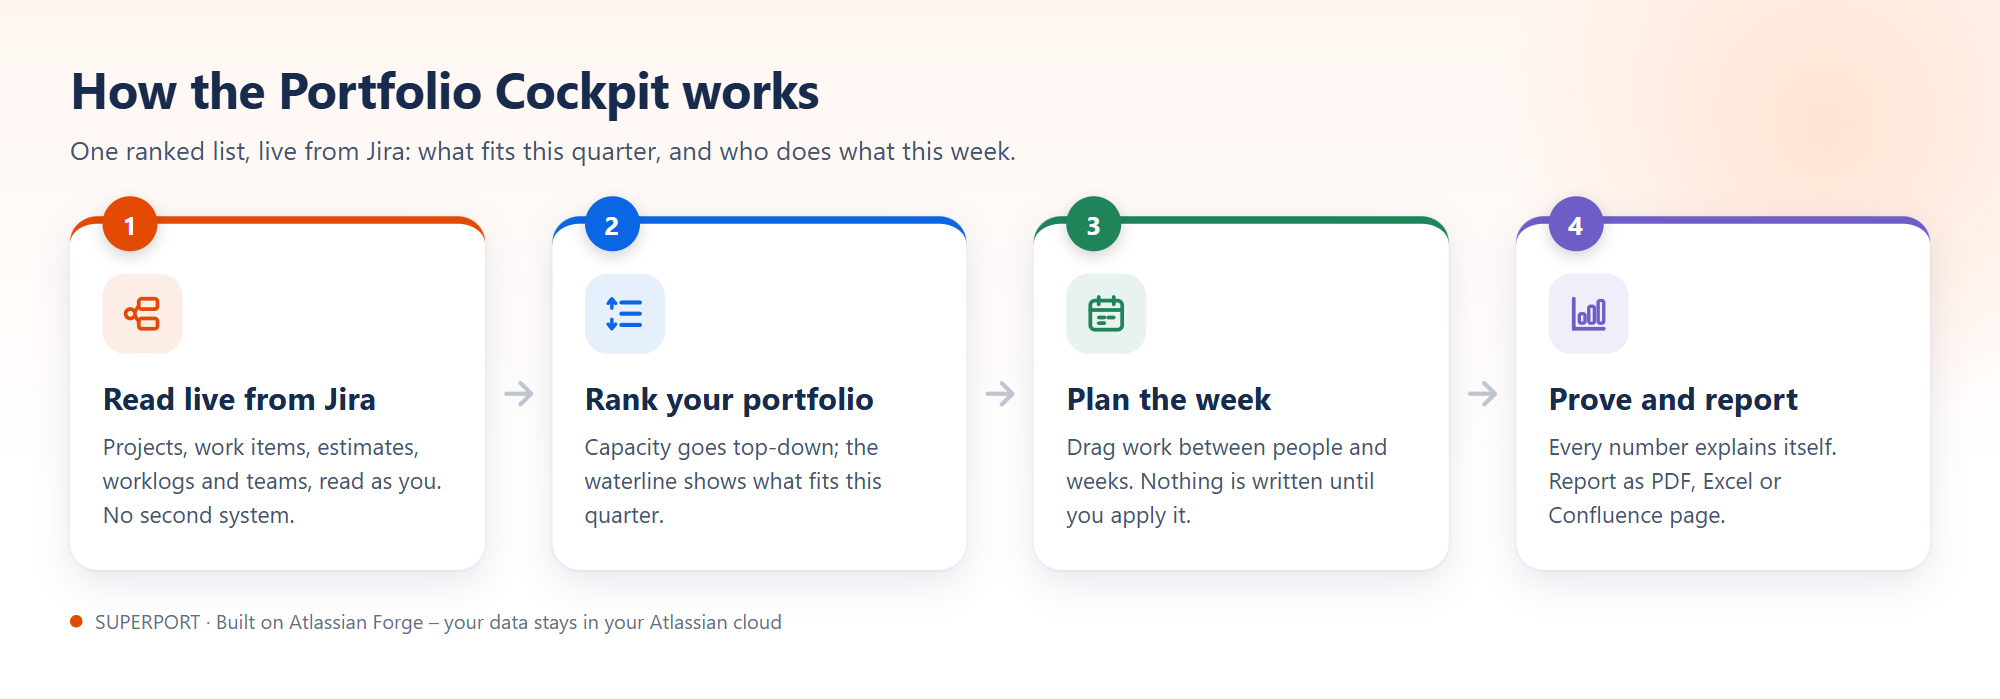 How the Portfolio Cockpit works
One ranked list, live from Jira: what fits this quarter, and who does what this week.
1
Read live from Jira
Projects, work items, estimates,
worklogs and teams, read as you.
No second system.
2
Rank your portfolio
Capacity goes top-down; the
waterline shows what fits this
quarter.
3
Plan the week
Drag work between people and
weeks. Nothing is written until
you apply it.
4
Prove and report
Every number explains itself.
Report as PDF, Excel or
Confluence page.
SUPERPORT · Built on Atlassian Forge – your data stays in your Atlassian cloud